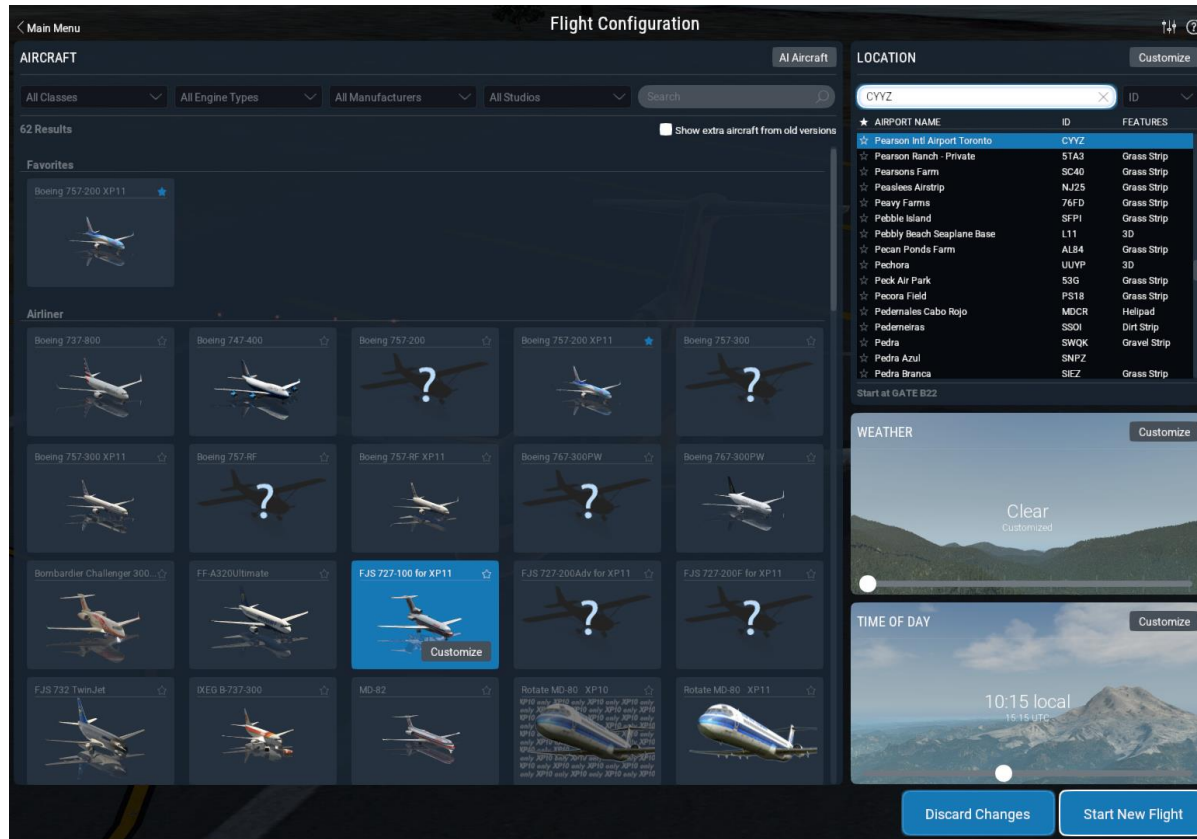 Main Menu
Flight Configuration
AIRCRAFT
AI Aircraft
All Classes
All Engine Types
All Manufacturers
All Studios
Search
62 Results
Show extra aircraft from old versions
Favorites
Boeing 757-200 XP11
Airliner
Boeing 737-800
Boeing 747-400
Boeing 757-200
Boeing 757-200 XP11
Boeing 757-300
?
?
Boeing 757-300 XP11
Boeing 757-RF
Boeing 757-RF XP11
Boeing 767-300PW
Boeing 767-300PW
?
?
Bombardier Challenger 300...
FF-A320Ultimate
FJS 727-100 for XP11
FJS 727-200Adv for XP11
FJS 727-200F for XP11
?
?
Customize
FJS 732 TwinJet
IXEG B-737-300
MD-82
Rotate MD-80 XP10
Rotate MD-80 XP11
LOCATION
Customize
CYYZ
ID
AIRPORT NAME ID FEATURES
Pearson Intl Airport Toronto CYYZ
Pearson Ranch - Private 5TA3 Grass Strip
Pearsons Farm SC40 Grass Strip
Peaslees Airstrip NJ25 Grass Strip
Peavy Farms 76FD Grass Strip
Pebble Island SFPI Grass Strip
Pebbly Beach Seaplane Base L11 3D
Pecan Ponds Farm AL84 Grass Strip
Pechora UUYP 3D
Peck Air Park 53G Grass Strip
Pecora Field PS18 Grass Strip
Pedernales Cabo Rojo MDCR Helipad
Pederneiras SSOI Dirt Strip
Pedra SWQK Gravel Strip
Pedra Azul SNPZ
Pedra Branca SIEZ Grass Strip
Start at GATE B22
WEATHER
Customize
Clear
Customized
TIME OF DAY
Customize
10:15 local
15:15 UTC
Discard Changes
Start New Flight